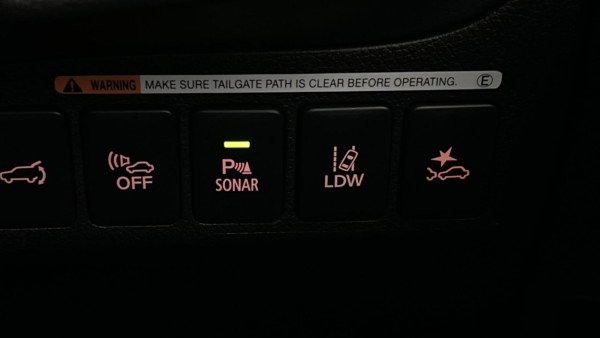 WARNING MAKE SURE TAILGATE PATH IS CLEAR BEFORE OPERATING. E
OFF
P
SONAR
LDW